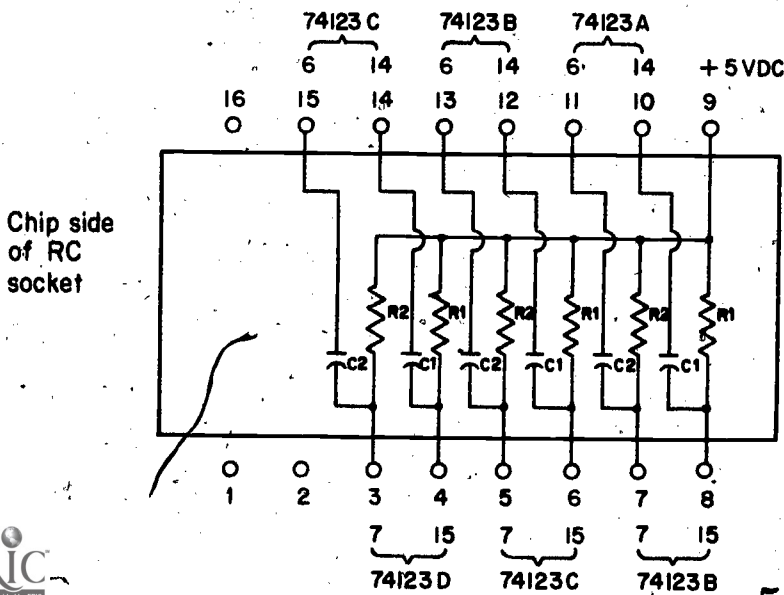 74123 C 74123 B 74123 A
6 14 6 14 6 14 + 5 VDC
16 15 14 13 12 11 10 9
Chip side
of RC
socket
R2 R1 R2 R1 R2 R1
C2 C1 C2 C1 C2 C1
1 2 3 4 5 6 7 8
7 15 7 15 7 15
74123 D 74123 C 74123 B
IC